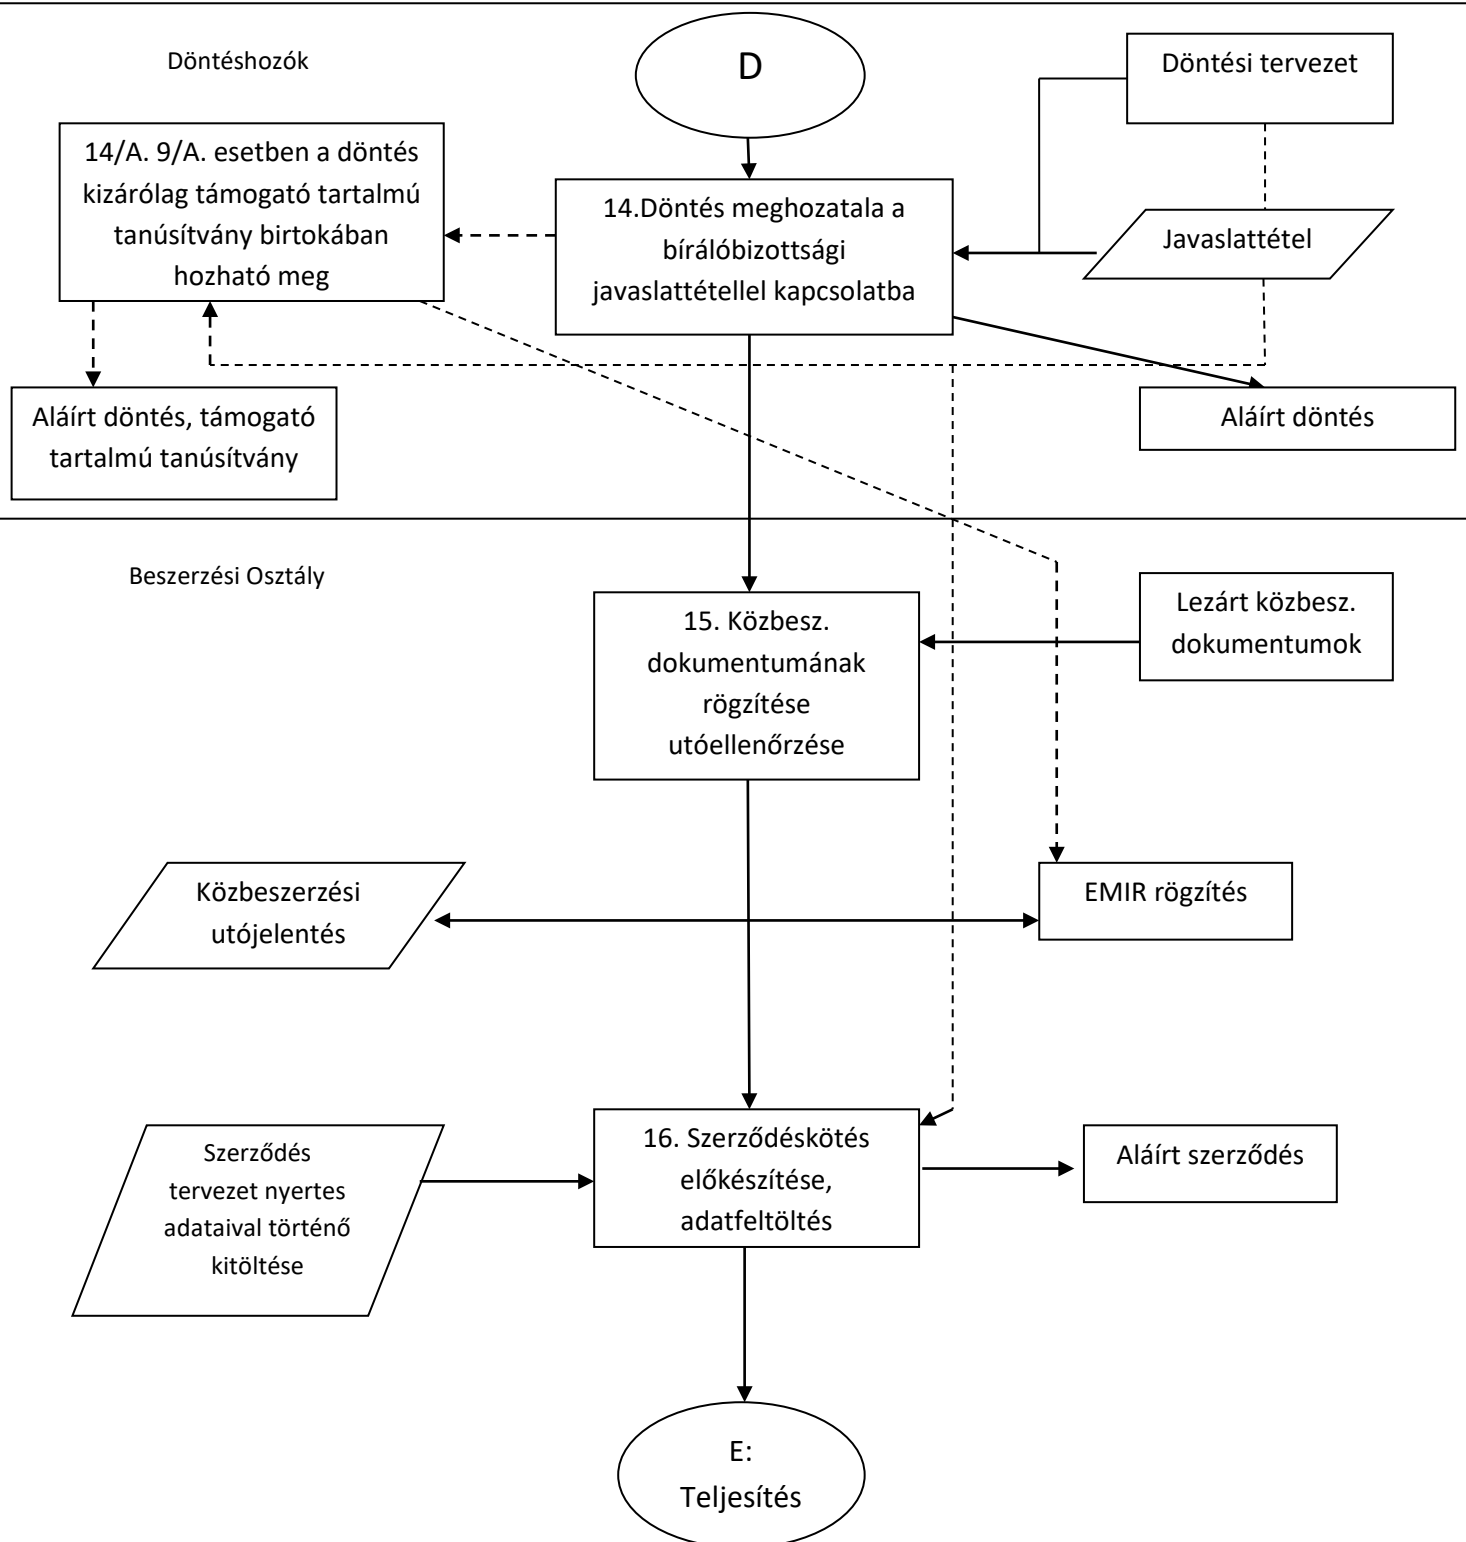 Döntéshozók
D
Döntési tervezet
14/A. 9/A. esetben a döntés
kizárólag támogató tartalmú
tanúsítvány birtokában
hozható meg
14.Döntés meghozatala a
bírálóbizottsági
javaslattétellel kapcsolatba
Javaslattétel
Aláírt döntés, támogató
tartalmú tanúsítvány
Aláírt döntés
Beszerzési Osztály
15. Közbesz.
dokumentumának
rögzítése
utóellenőrzése
Lezárt közbesz.
dokumentumok
Közbeszerzési
utójelentés
EMIR rögzítés
Szerződés
tervezet nyertes
adataival történő
kitöltése
16. Szerződéskötés
előkészítése,
adatfeltöltés
Aláírt szerződés
E:
Teljesítés